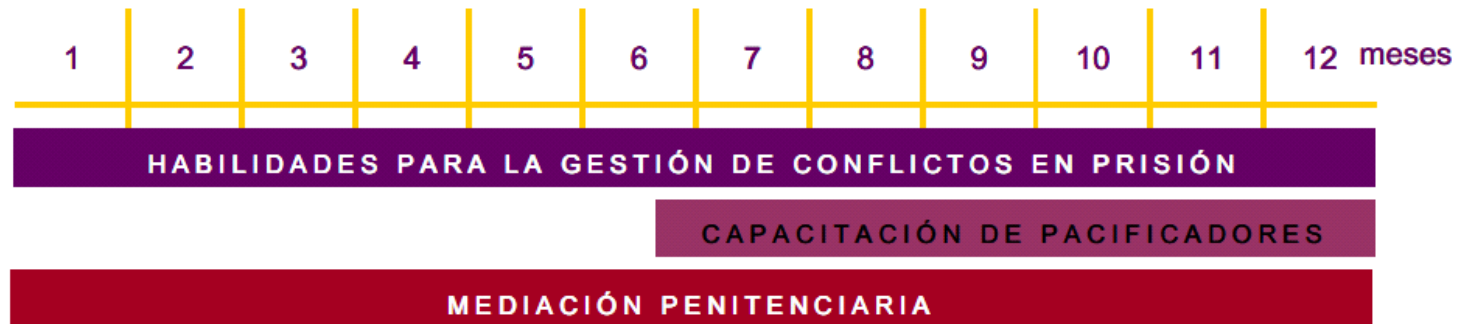 1 2 3 4 5 6 7 8 9 10 11 12 meses
HABILIDADES PARA LA GESTIÓN DE CONFLICTOS EN PRISIÓN
CAPACITACIÓN DE PACIFICADORES
MEDIACIÓN PENITENCIARIA